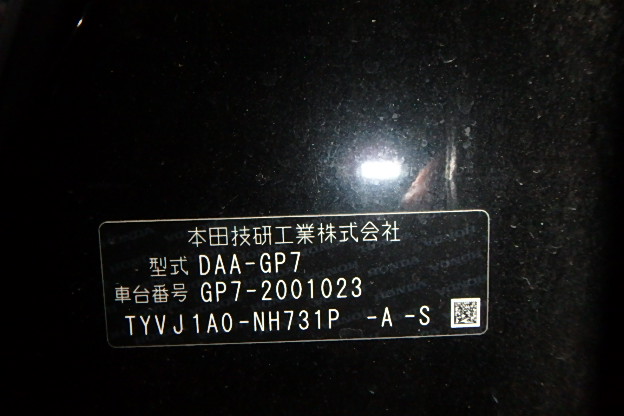 本田技研工業株式会社
型式 DAA-GP7
車台番号 GP7-2001023
TYVJ1A0-NH731P -A -S